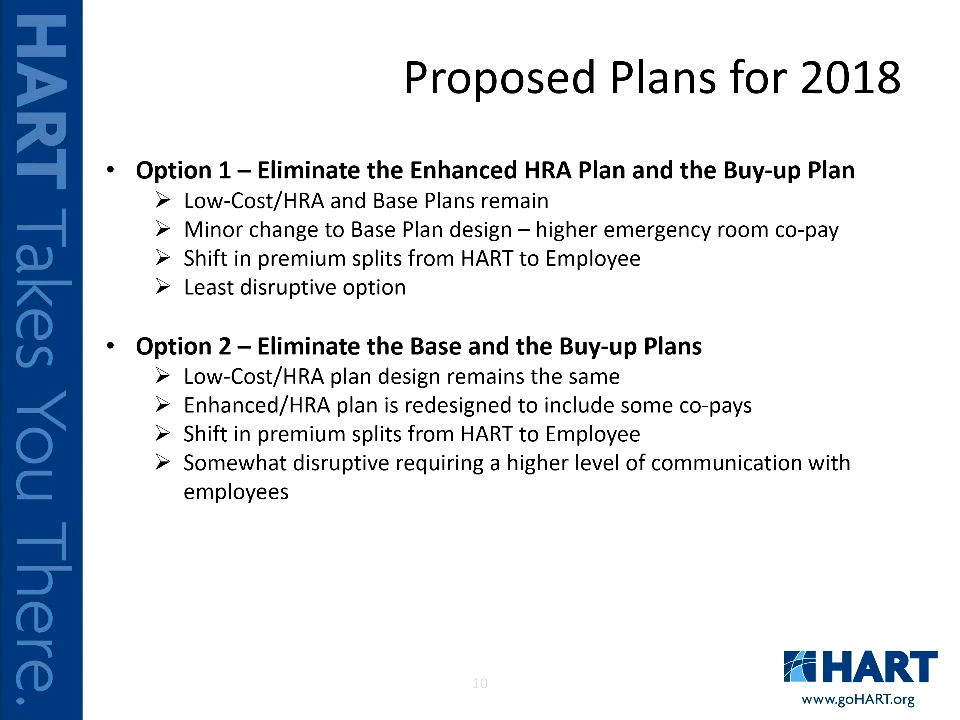 HART Takes You There.
Proposed Plans for 2018
• Option 1 – Eliminate the Enhanced HRA Plan and the Buy-up Plan
➢ Low-Cost/HRA and Base Plans remain
➢ Minor change to Base Plan design – higher emergency room co-pay
➢ Shift in premium splits from HART to Employee
➢ Least disruptive option
• Option 2 – Eliminate the Base and the Buy-up Plans
➢ Low-Cost/HRA plan design remains the same
➢ Enhanced/HRA plan is redesigned to include some co-pays
➢ Shift in premium splits from HART to Employee
➢ Somewhat disruptive requiring a higher level of communication with
employees
10
HART
www.goHART.org